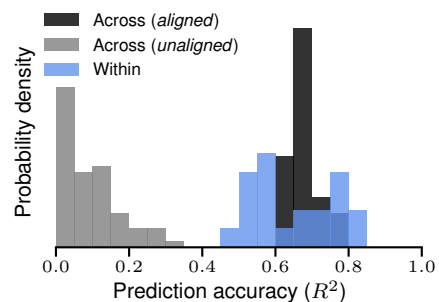 Across (aligned)
Across (unaligned)
Within
Probability density
0.0 0.2 0.4 0.6 0.8 1.0
Prediction accuracy (R²)